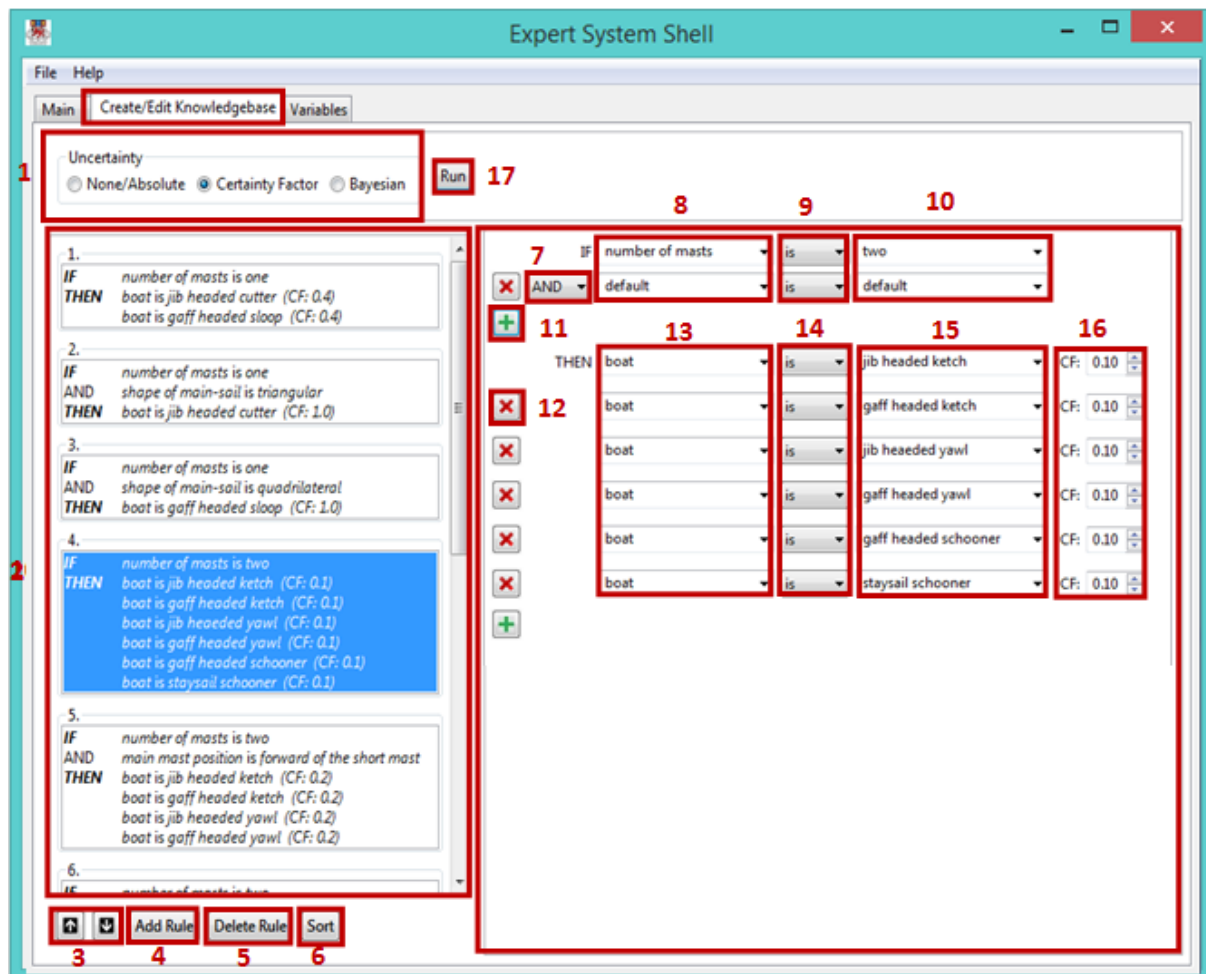 Expert System Shell
File Help
Main Create/Edit Knowledgebase Variables
1
Uncertainty
None/Absolute Certainty Factor Bayesian
Run 17
1.
IF number of masts is one
THEN boat is jib headed cutter (CF: 0.4)
boat is gaff headed sloop (CF: 0.4)
2.
IF number of masts is one
AND shape of main-sail is triangular
THEN boat is jib headed cutter (CF: 1.0)
3.
IF number of masts is one
AND shape of main-sail is quadrilateral
THEN boat is gaff headed sloop (CF: 1.0)
4.
IF number of masts is two
THEN boat is jib headed ketch (CF: 0.1)
boat is gaff headed ketch (CF: 0.1)
boat is jib heaeded yawl (CF: 0.1)
boat is gaff headed yawl (CF: 0.1)
boat is gaff headed schooner (CF: 0.1)
boat is staysail schooner (CF: 0.1)
5.
IF number of masts is two
AND main mast position is forward of the short mast
THEN boat is jib headed ketch (CF: 0.2)
boat is gaff headed ketch (CF: 0.2)
boat is jib heaeded yawl (CF: 0.2)
boat is gaff headed yawl (CF: 0.2)
6.
IF number of masts is two
Add Rule Delete Rule Sort
3 4 5 6
8 9 10
7 IF number of masts is two
AND default is default
11 13 14 15 16
THEN boat is jib headed ketch CF: 0.10
12 boat is gaff headed ketch CF: 0.10
boat is jib heaeded yawl CF: 0.10
boat is gaff headed yawl CF: 0.10
boat is gaff headed schooner CF: 0.10
boat is staysail schooner CF: 0.10